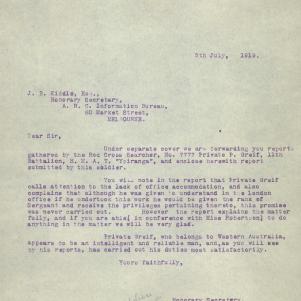 5th July, 1919.
J. B. Kiddle, Esq.,
Honorary Secretary,
A. R. C. Information Bureau,
60 Market Street,
MELBOURNE.
Dear Sir,
Under separate cover we are forwarding you reports
gathered by the Red Cross Searcher, No. 7777 Private P. Greif, 11th
Battalion, H. M. A. T. "Toiranga", and enclose herewith report
submitted by this soldier.
You will note in the report that Private Greif
calls attention to the lack of office accommodation, and also
complains that although he was given to understand in the London
office if he undertook this work he would be given the rank of
Sergeant and receive the privileges pertaining thereto, this promise
was never carried out. However the report explains the matter
fully, and if you are able in conference with Miss Robertson to do
anything in the matter we will be very glad.
Private Greif, who belongs to Western Australia,
appears to be an intelligent and reliable man, and, as you will see
by his reports, has carried out his duties most satisfactorily.
Yours faithfully,
Honorary Secretary